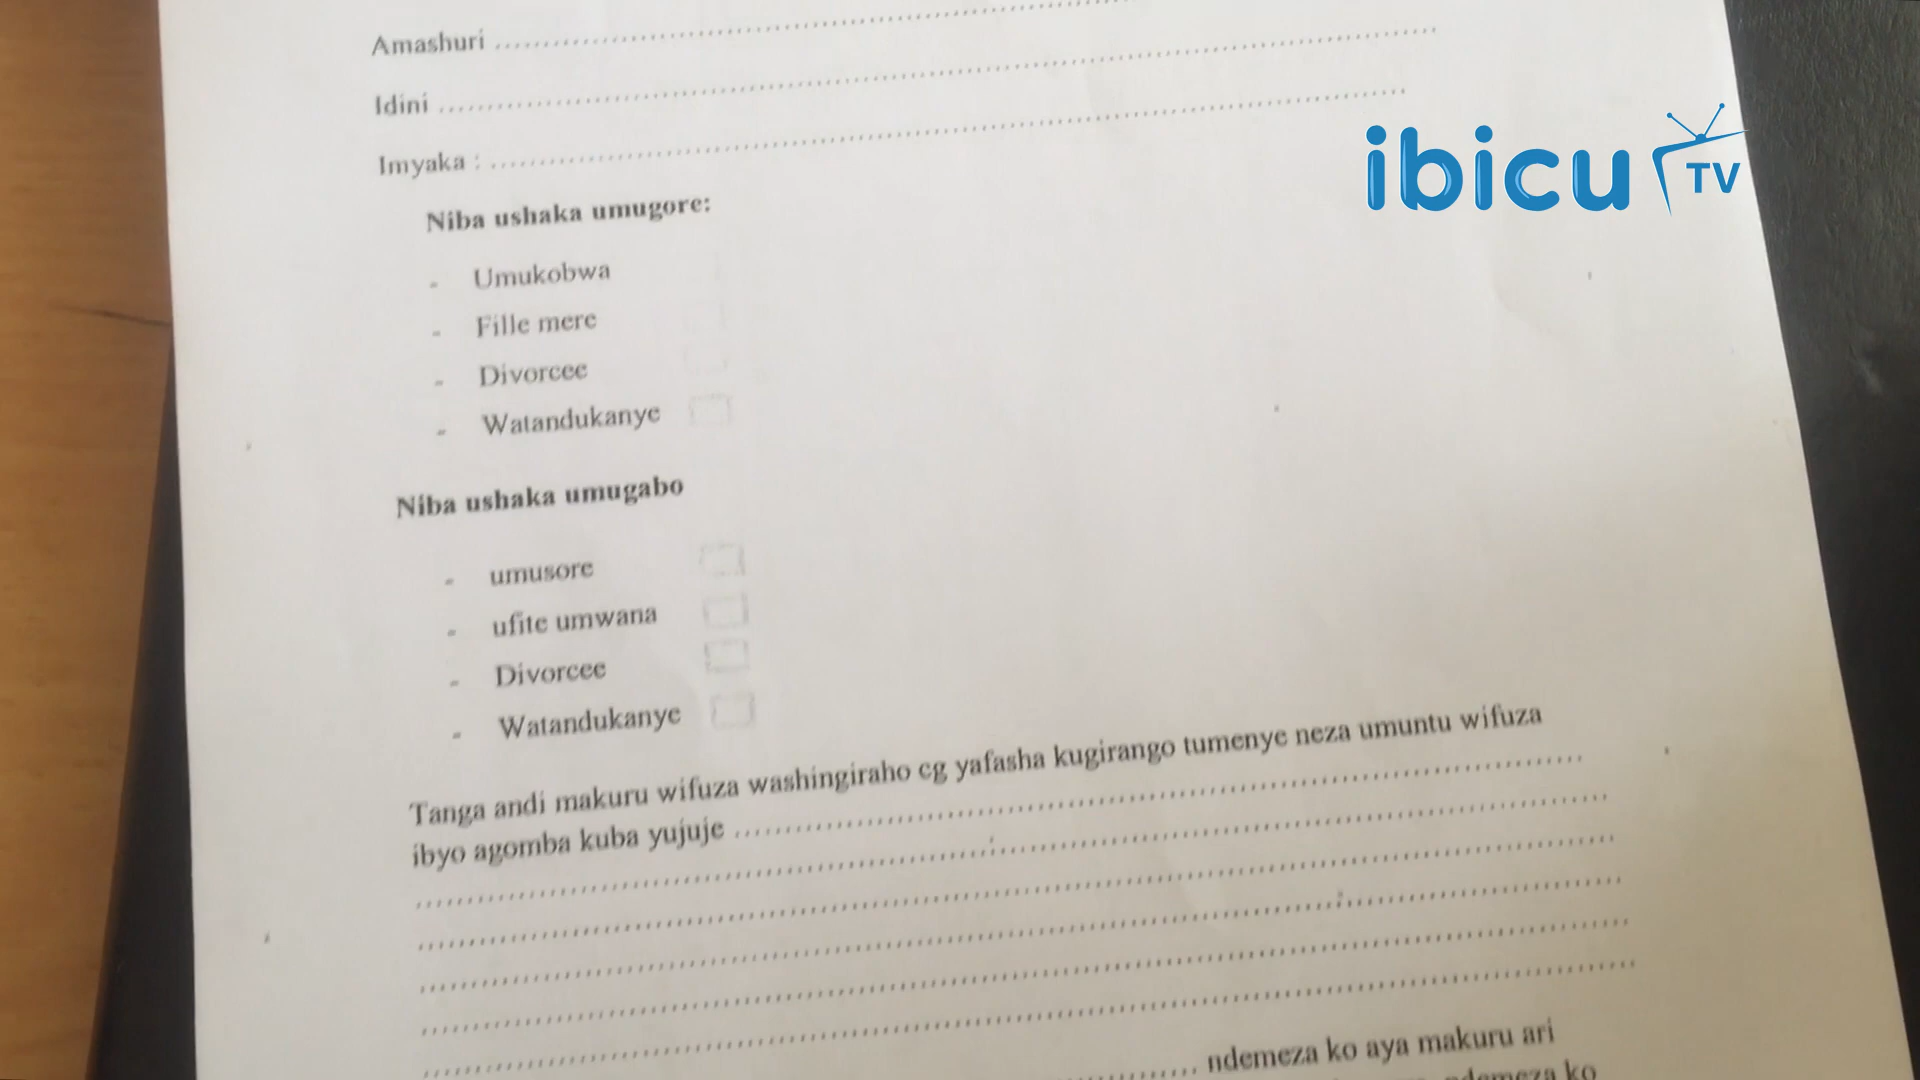 Amashuri ........................................................................
Idini ........................................................................
Imyaka : ........................................................................
ibicu TV
Niba ushaka umugore:
- Umukobwa
- Fille mere
- Divorcee
- Watandukanye
Niba ushaka umugabo
- umusore
- ufite umwana
- Divorcee
- Watandukanye
Tanga andi makuru wifuza washingiraho cg yafasha kugirango tumenye neza umuntu wifuza
ibyo agomba kuba yujuje ........................................................................
ndemeza ko aya makuru ari
ndemeza ko